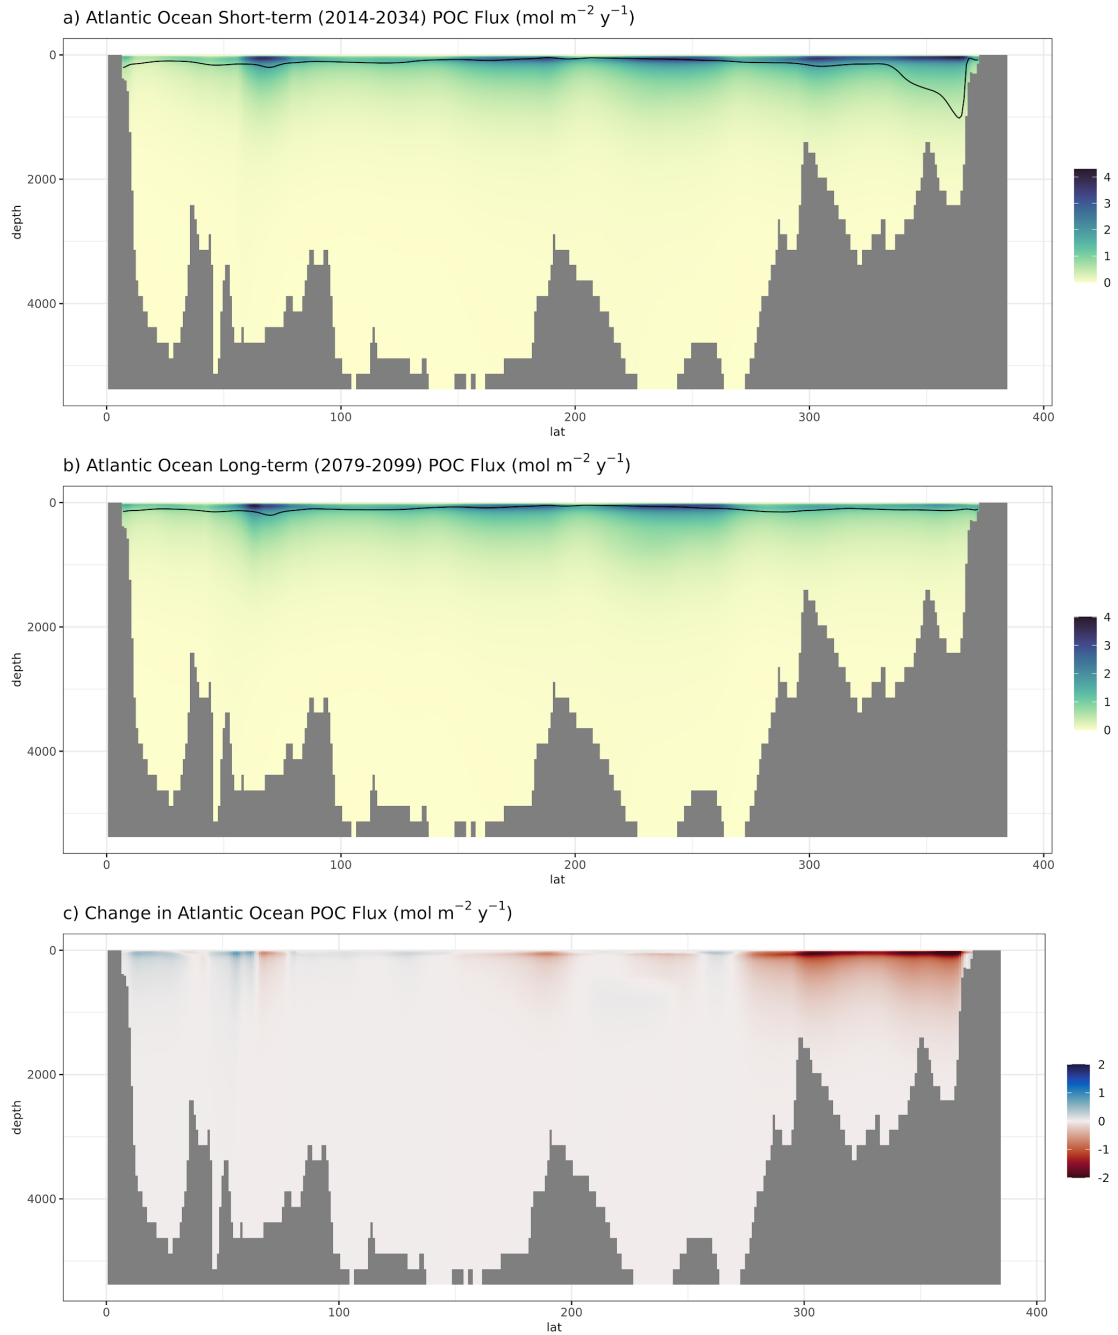 a) Atlantic Ocean Short-term (2014-2034) POC Flux (mol m⁻² y⁻¹)
0
2000
4000
depth
0 100 200 300 400
lat
4
3
2
1
0
b) Atlantic Ocean Long-term (2079-2099) POC Flux (mol m⁻² y⁻¹)
0
2000
4000
depth
0 100 200 300 400
lat
4
3
2
1
0
c) Change in Atlantic Ocean POC Flux (mol m⁻² y⁻¹)
0
2000
4000
depth
0 100 200 300 400
lat
2
1
0
-1
-2